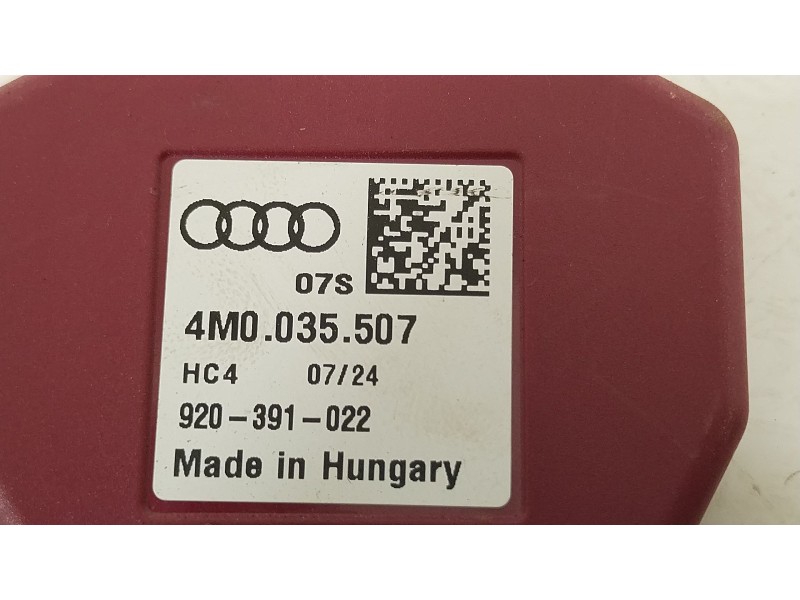 07S
4M0.035.507
HC4 07/24
920-391-022
Made in Hungary